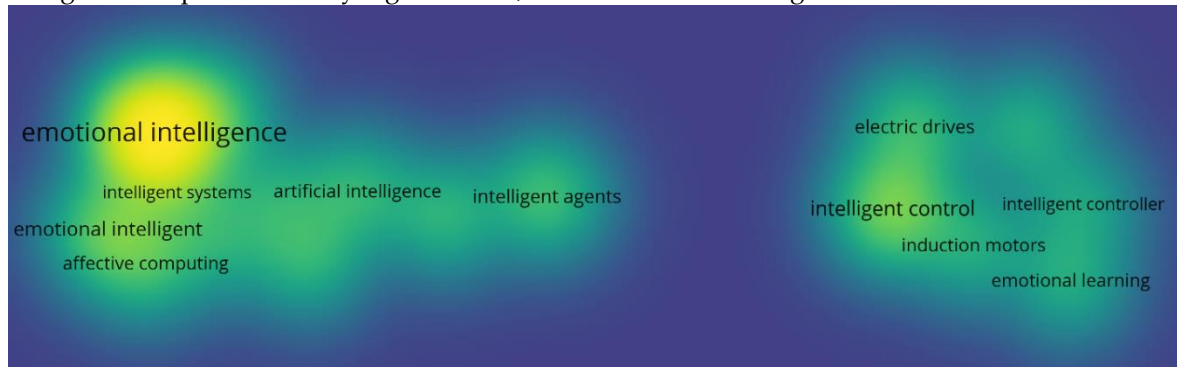 emotional intelligence
intelligent systems
artificial intelligence
intelligent agents
emotional intelligent
affective computing
electric drives
intelligent control
intelligent controller
induction motors
emotional learning